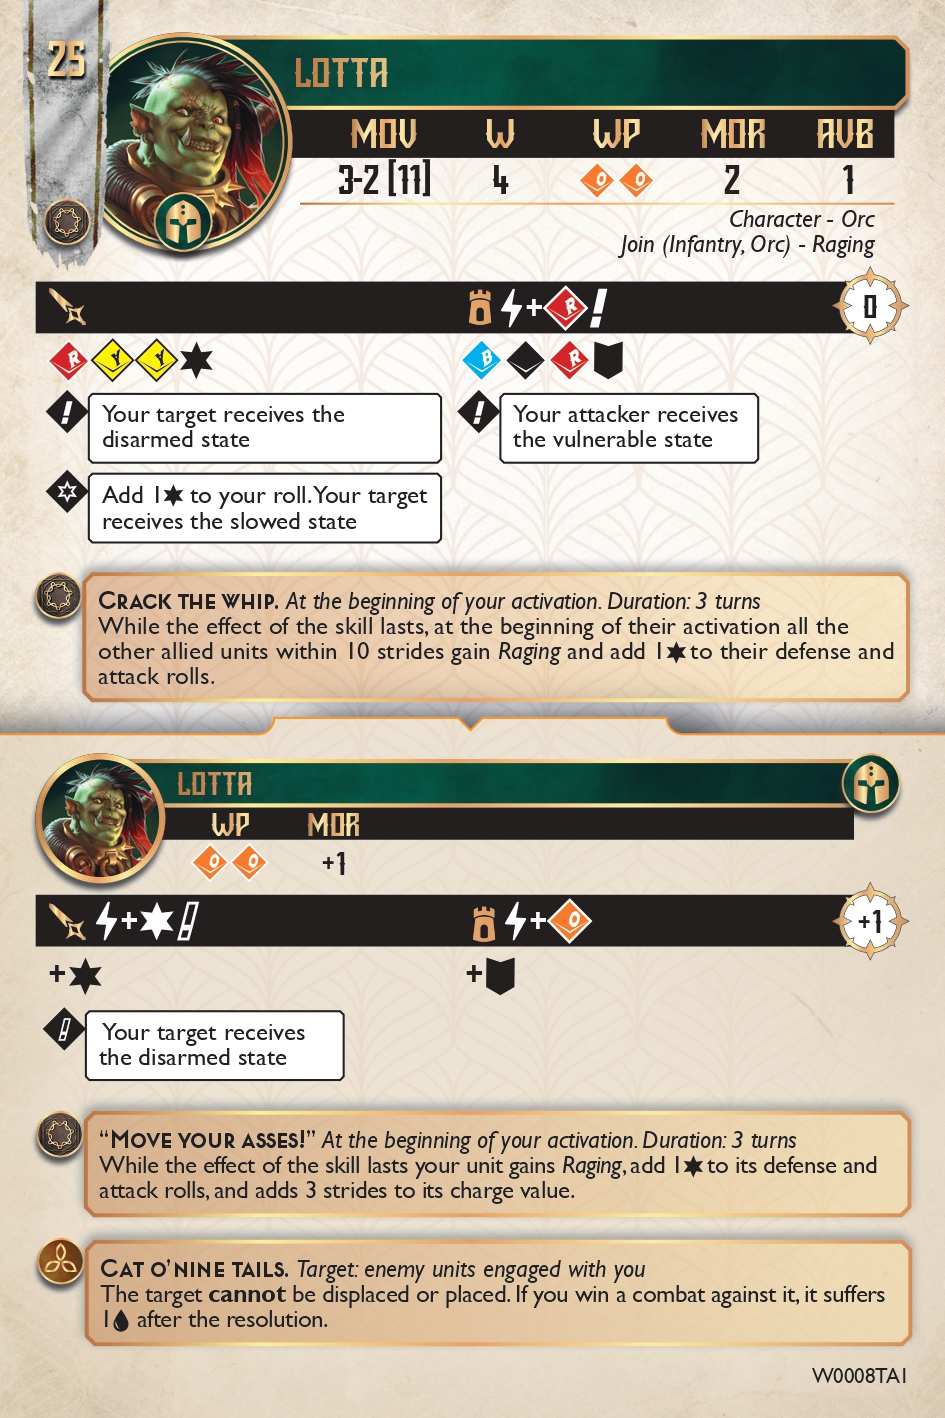 25
LOTTA
MOV W WP MOR AVB
3-2 [11] 4 O O 2 1
Character - Orc
Join (Infantry, Orc) - Raging
+ R ! 0
R Y Y B R
! Your target receives the
disarmed state
! Your attacker receives
the vulnerable state
Add 1 to your roll. Your target
receives the slowed state
CRACK THE WHIP. At the beginning of your activation. Duration: 3 turns
While the effect of the skill lasts, at the beginning of their activation all the
other allied units within 10 strides gain Raging and add 1 to their defense and
attack rolls.
LOTTA
WP MOR
O O +1
+ ! + O +1
+ +
! Your target receives
the disarmed state
“MOVE YOUR ASSES!” At the beginning of your activation. Duration: 3 turns
While the effect of the skill lasts your unit gains Raging, add 1 to its defense and
attack rolls, and adds 3 strides to its charge value.
CAT O’NINE TAILS. Target: enemy units engaged with you
The target cannot be displaced or placed. If you win a combat against it, it suffers
1 after the resolution.
W0008TA1